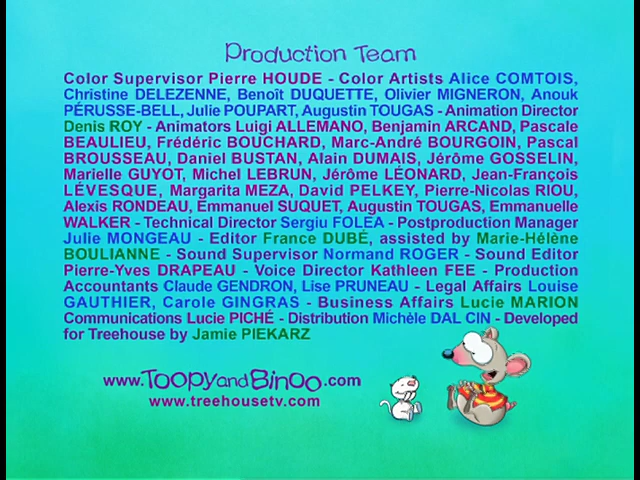 Production Team
Color Supervisor Pierre HOUDE - Color Artists Alice COMTOIS,
Christine DELEZENNE, Benoît DUQUETTE, Olivier MIGNERON, Anouk
PÉRUSSE-BELL, Julie POUPART, Augustin TOUGAS - Animation Director
Denis ROY - Animators Luigi ALLEMANO, Benjamin ARCAND, Pascale
BEAULIEU, Frédéric BOUCHARD, Marc-André BOURGOIN, Pascal
BROUSSEAU, Daniel BUSTAN, Alain DUMAIS, Jérôme GOSSELIN,
Marielle GUYOT, Michel LEBRUN, Jérôme LÉONARD, Jean-François
LÉVESQUE, Margarita MEZA, David PELKEY, Pierre-Nicolas RIOU,
Alexis RONDEAU, Emmanuel SUQUET, Augustin TOUGAS, Emmanuelle
WALKER - Technical Director Sergiu FOLEA - Postproduction Manager
Julie MONGEAU - Editor France DUBÉ, assisted by Marie-Hélène
BOULIANNE - Sound Supervisor Normand ROGER - Sound Editor
Pierre-Yves DRAPEAU - Voice Director Kathleen FEE - Production
Accountants Claude GENDRON, Lise PRUNEAU - Legal Affairs Louise
GAUTHIER, Carole GINGRAS - Business Affairs Lucie MARION
Communications Lucie PICHÉ - Distribution Michèle DAL CIN - Developed
for Treehouse by Jamie PIEKARZ
www.ToopyandBinoo.com
www.treehousetv.com